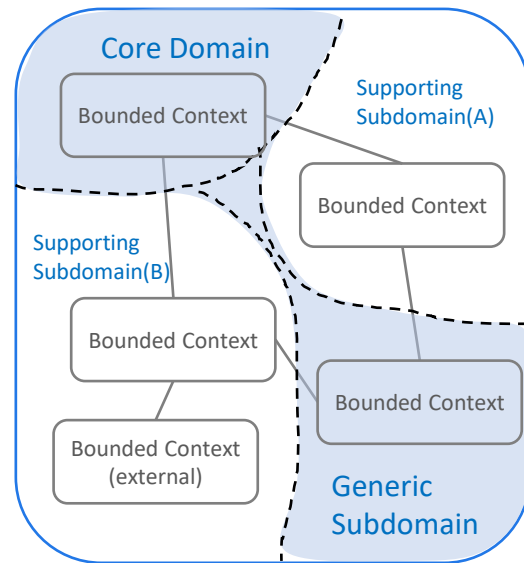 Core Domain
Bounded Context
Supporting
Subdomain(A)
Bounded Context
Supporting
Subdomain(B)
Bounded Context
Bounded Context
Bounded Context
(external)
Generic
Subdomain